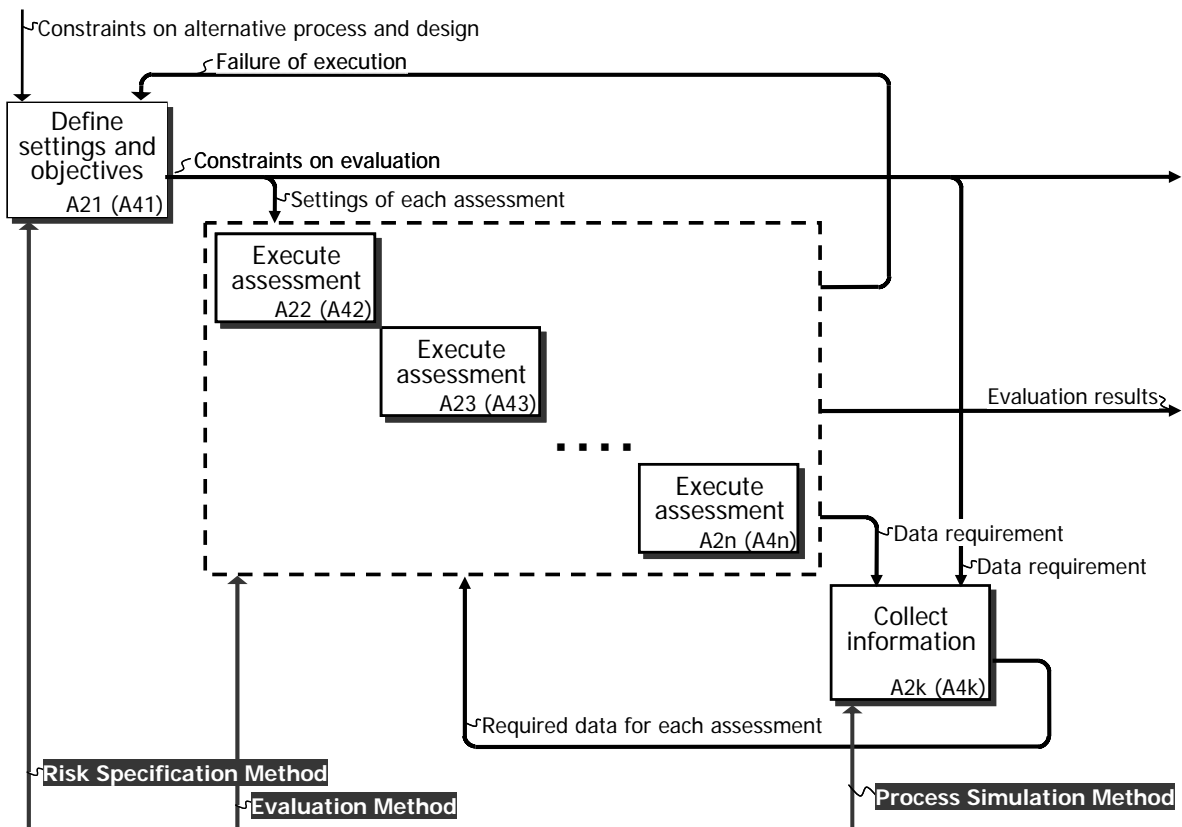 Constraints on alternative process and design
Failure of execution
Define
settings and
objectives
A21 (A41)
Constraints on evaluation
Settings of each assessment
Execute
assessment
A22 (A42)
Execute
assessment
A23 (A43)
Evaluation results
. . . .
Execute
assessment
A2n (A4n)
Data requirement
Data requirement
Collect
information
A2k (A4k)
Required data for each assessment
Risk Specification Method
Evaluation Method
Process Simulation Method